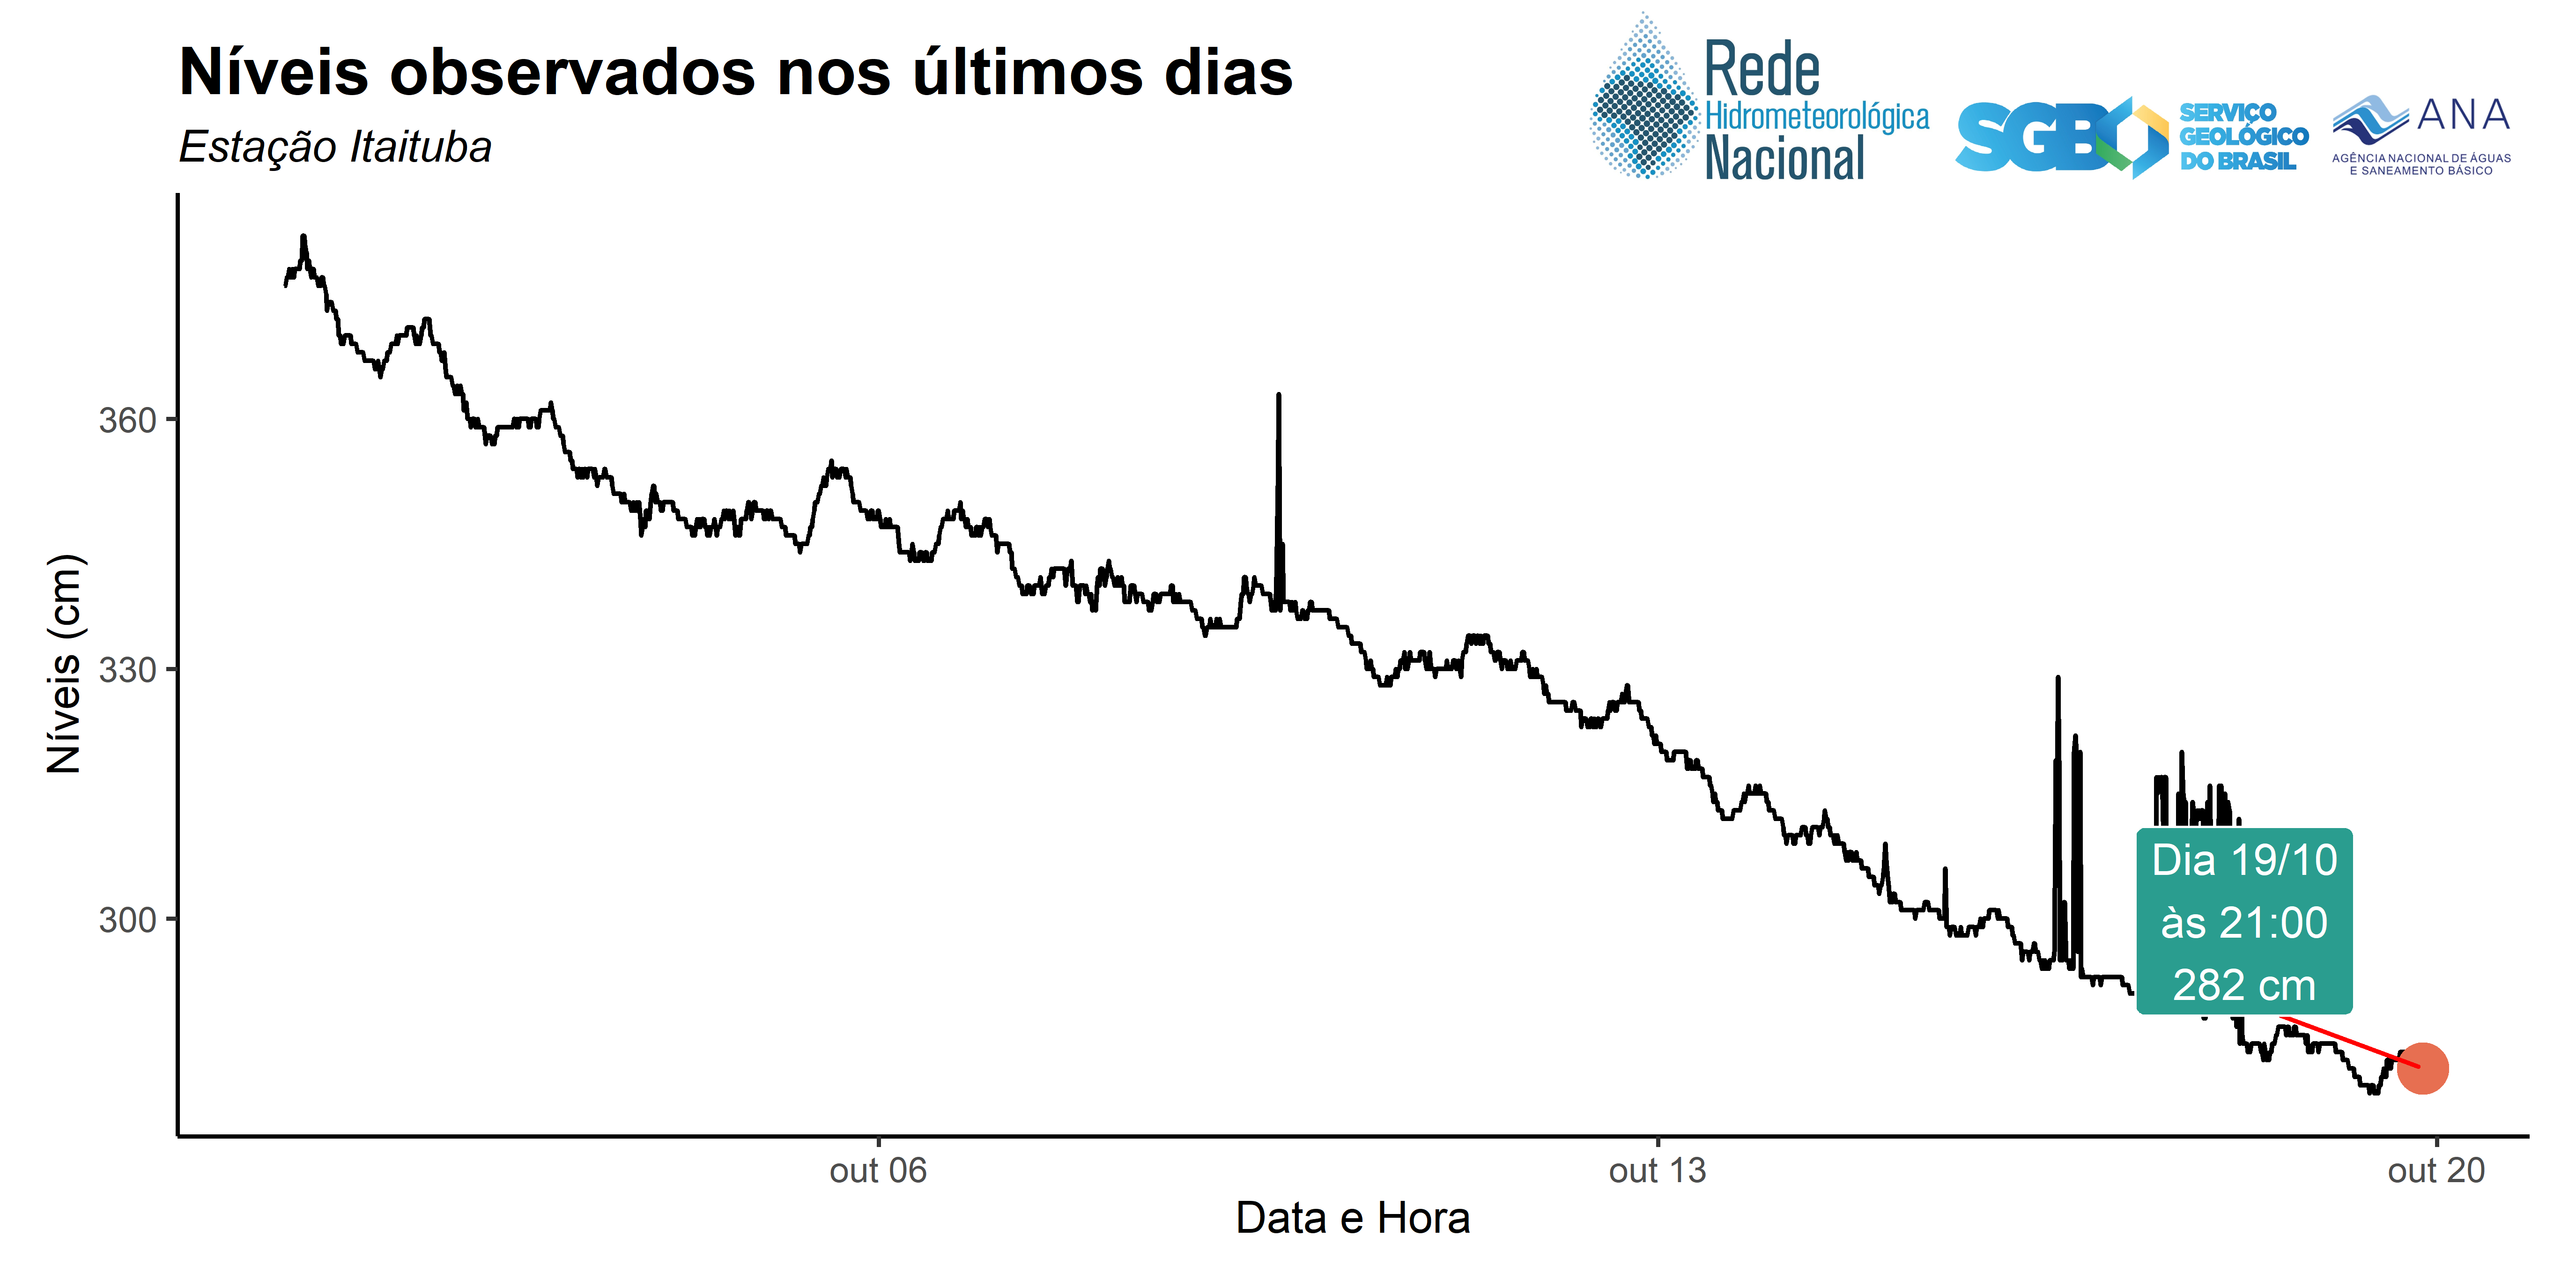 Níveis observados nos últimos dias
Estação Itaituba
Rede
Hidrometeorológica
Nacional
SGB
SERVIÇO
GEOLÓGICO
DO BRASIL
ANA
AGÊNCIA NACIONAL DE ÁGUAS
E SANEAMENTO BÁSICO
Níveis (cm)
360
330
300
Dia 19/10
às 21:00
282 cm
out 06
out 13
out 20
Data e Hora